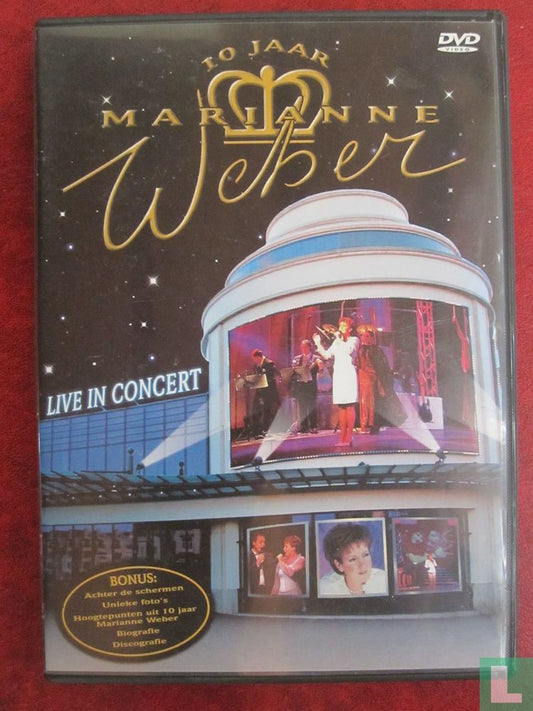 DVD
VIDEO
10 JAAR
MARIANNE
Weber
LIVE IN CONCERT
BONUS:
Achter de schermen
Unieke foto's
Hoogtepunten uit 10 jaar
Marianne Weber
Biografie
Discografie
L